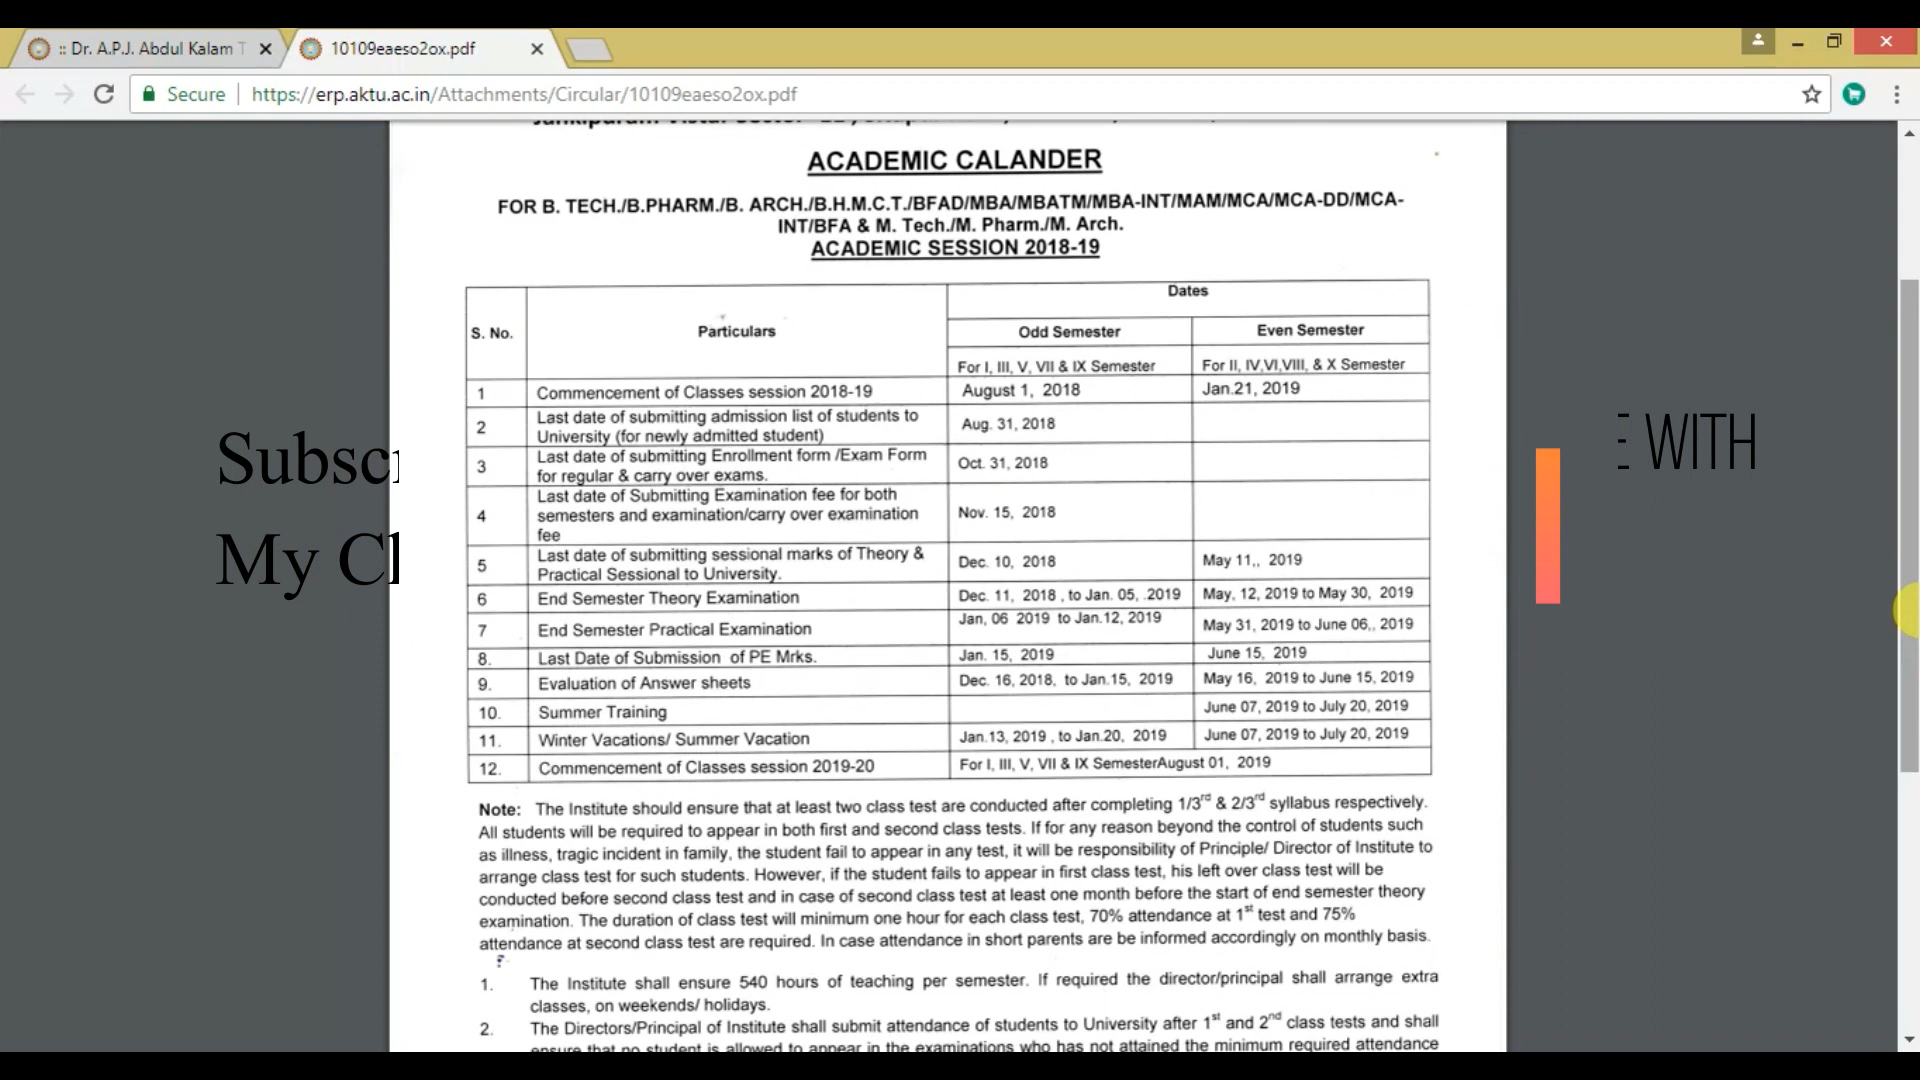 :: Dr. A.P.J. Abdul Kalam T
10109eaeso2ox.pdf
Secure
https://erp.aktu.ac.in/Attachments/Circular/10109eaeso2ox.pdf
ACADEMIC CALANDER
FOR B. TECH./B.PHARM./B. ARCH./B.H.M.C.T./BFAD/MBA/MBATM/MBA-INT/MAM/MCA/MCA-DD/MCA-
INT/BFA & M. Tech./M. Pharm./M. Arch.
ACADEMIC SESSION 2018-19
S. No. Particulars Dates
Odd Semester Even Semester
For I, III, V, VII & IX Semester For II, IV,VI,VIII, & X Semester
1 Commencement of Classes session 2018-19 August 1, 2018 Jan.21, 2019
2 Last date of submitting admission list of students to Aug. 31, 2018
University (for newly admitted student)
3 Last date of submitting Enrollment form /Exam Form Oct. 31, 2018
for regular & carry over exams.
4 Last date of Submitting Examination fee for both
semesters and examination/carry over examination Nov. 15, 2018
fee
5 Last date of submitting sessional marks of Theory & Dec. 10, 2018 May 11,, 2019
Practical Sessional to University.
6 End Semester Theory Examination Dec. 11, 2018 , to Jan. 05, .2019 May, 12, 2019 to May 30, 2019
7 End Semester Practical Examination Jan, 06 2019 to Jan.12, 2019 May 31, 2019 to June 06,, 2019
8. Last Date of Submission of PE Mrks. Jan. 15, 2019 June 15, 2019
9. Evaluation of Answer sheets Dec. 16, 2018, to Jan.15, 2019 May 16, 2019 to June 15, 2019
10. Summer Training June 07, 2019 to July 20, 2019
11. Winter Vacations/ Summer Vacation Jan.13, 2019 , to Jan.20, 2019 June 07, 2019 to July 20, 2019
12. Commencement of Classes session 2019-20 For I, III, V, VII & IX SemesterAugust 01, 2019
Note: The Institute should ensure that at least two class test are conducted after completing 1/3rd & 2/3rd syllabus respectively.
All students will be required to appear in both first and second class tests. If for any reason beyond the control of students such
as illness, tragic incident in family, the student fail to appear in any test, it will be responsibility of Principle/ Director of Institute to
arrange class test for such students. However, if the student fails to appear in first class test, his left over class test will be
conducted before second class test and in case of second class test at least one month before the start of end semester theory
examination. The duration of class test will minimum one hour for each class test, 70% attendance at 1st test and 75%
attendance at second class test are required. In case attendance in short parents are be informed accordingly on monthly basis.
1. The Institute shall ensure 540 hours of teaching per semester. If required the director/principal shall arrange extra
classes, on weekends/ holidays.
2. The Directors/Principal of Institute shall submit attendance of students to University after 1st and 2nd class tests and shall
ensure that no student is allowed to appear in the examinations who has not attained the minimum required attendance
Subsc
My C
WITH